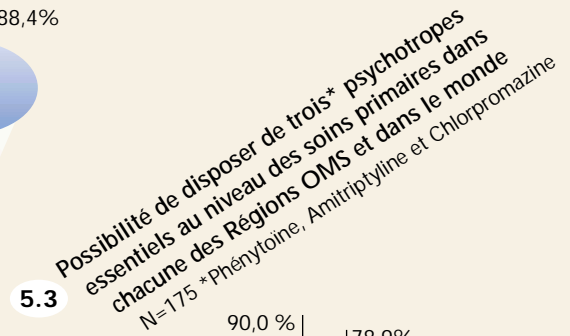 88,4%
Possibilité de disposer de trois* psychotropes
essentiels au niveau des soins primaires dans
chacune des Régions OMS et dans le monde
N=175 *Phénytoïne, Amitriptyline et Chlorpromazine
5.3
90,0 %